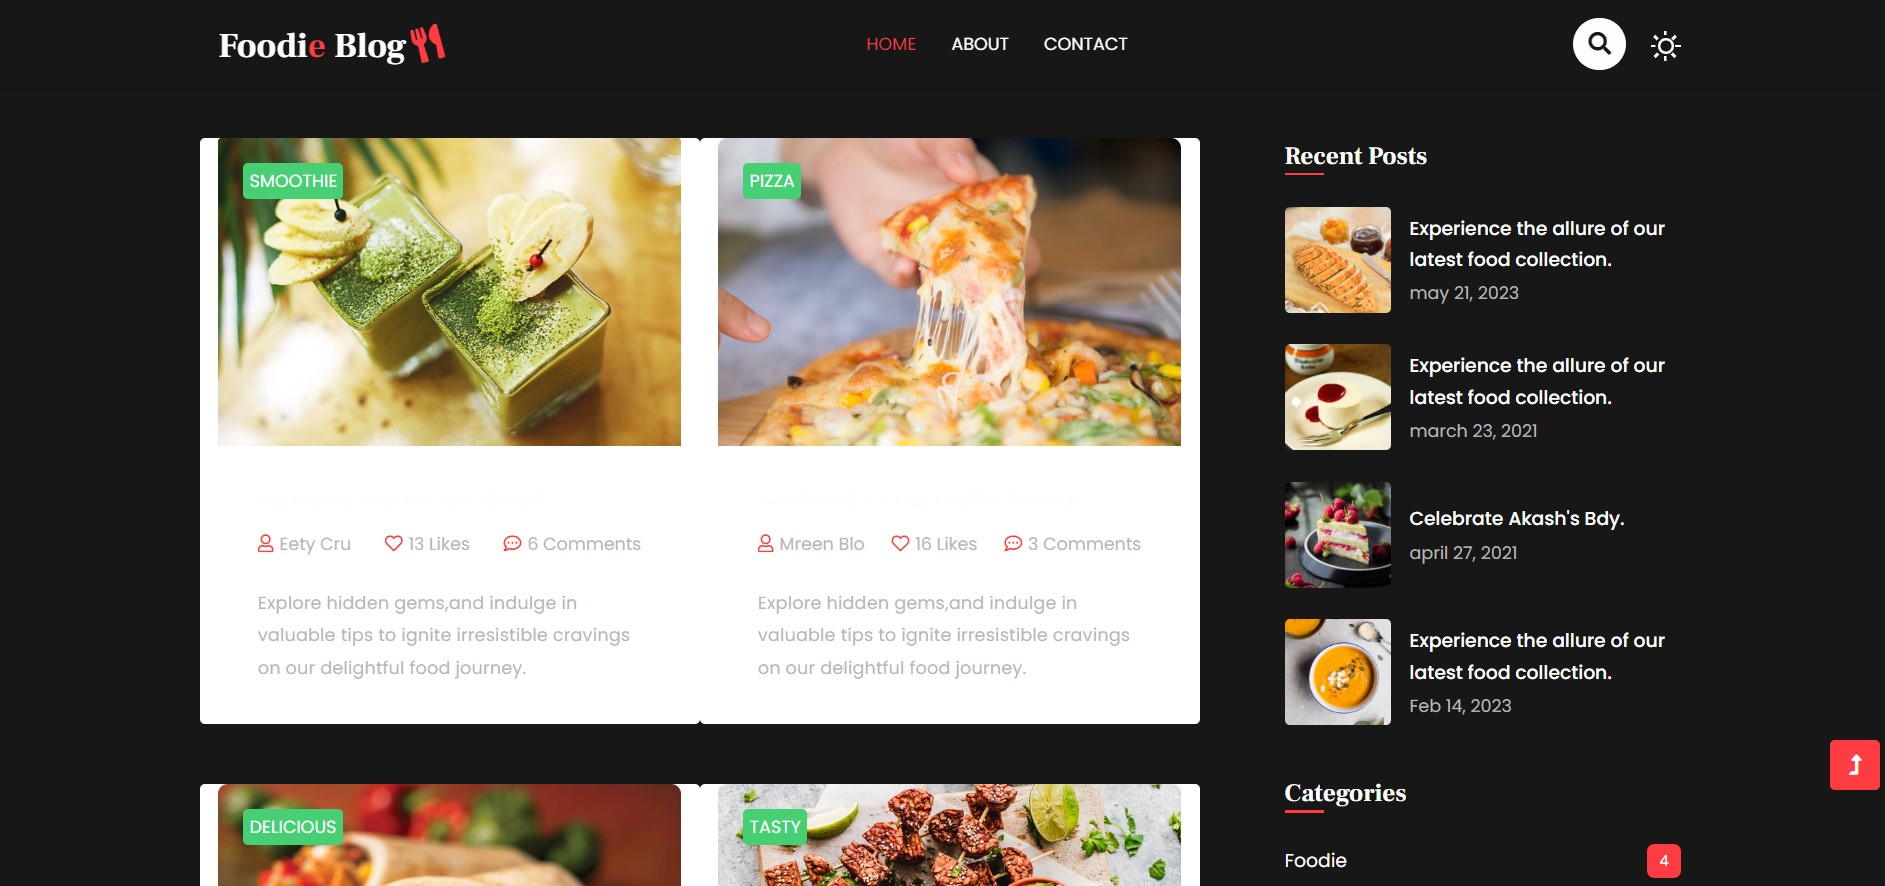 Foodie Blog
HOME
ABOUT
CONTACT
SMOOTHIE
Eety Cru
13 Likes
6 Comments
Explore hidden gems,and indulge in
valuable tips to ignite irresistible cravings
on our delightful food journey.
PIZZA
Mreen Blo
16 Likes
3 Comments
Explore hidden gems,and indulge in
valuable tips to ignite irresistible cravings
on our delightful food journey.
DELICIOUS
TASTY
Recent Posts
Experience the allure of our
latest food collection.
may 21, 2023
Experience the allure of our
latest food collection.
march 23, 2021
Celebrate Akash's Bdy.
april 27, 2021
Experience the allure of our
latest food collection.
Feb 14, 2023
Categories
Foodie
4